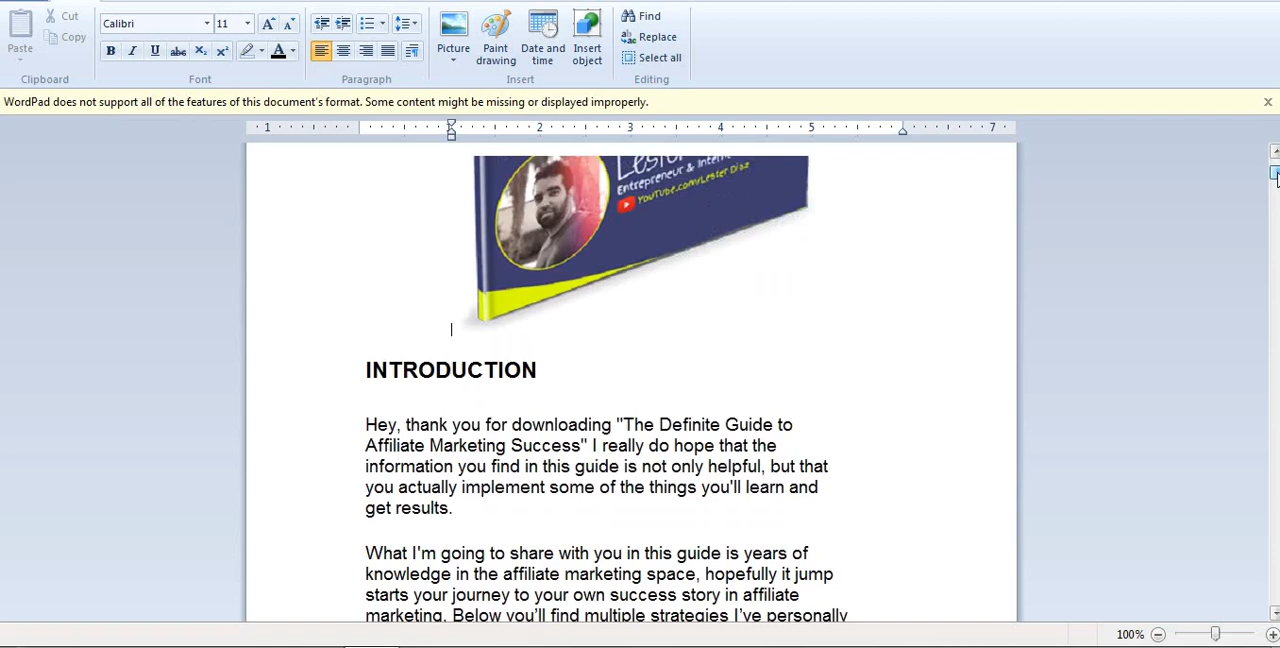 Cut
Copy
Paste
Clipboard
Calibri 11
A A
B I U abc X₂ X² A
Font
Paragraph
Picture
Paint drawing
Date and time
Insert object
Insert
Find
Replace
Select all
Editing
WordPad does not support all of the features of this document's format. Some content might be missing or displayed improperly.
1 1 2 3 4 5 7
Lester
Entrepreneur & Intern
YouTube.com/Lester Diaz
INTRODUCTION
Hey, thank you for downloading "The Definite Guide to
Affiliate Marketing Success" I really do hope that the
information you find in this guide is not only helpful, but that
you actually implement some of the things you'll learn and
get results.
What I'm going to share with you in this guide is years of
knowledge in the affiliate marketing space, hopefully it jump
starts your journey to your own success story in affiliate
marketing. Below you'll find multiple strategies I've personally
100%